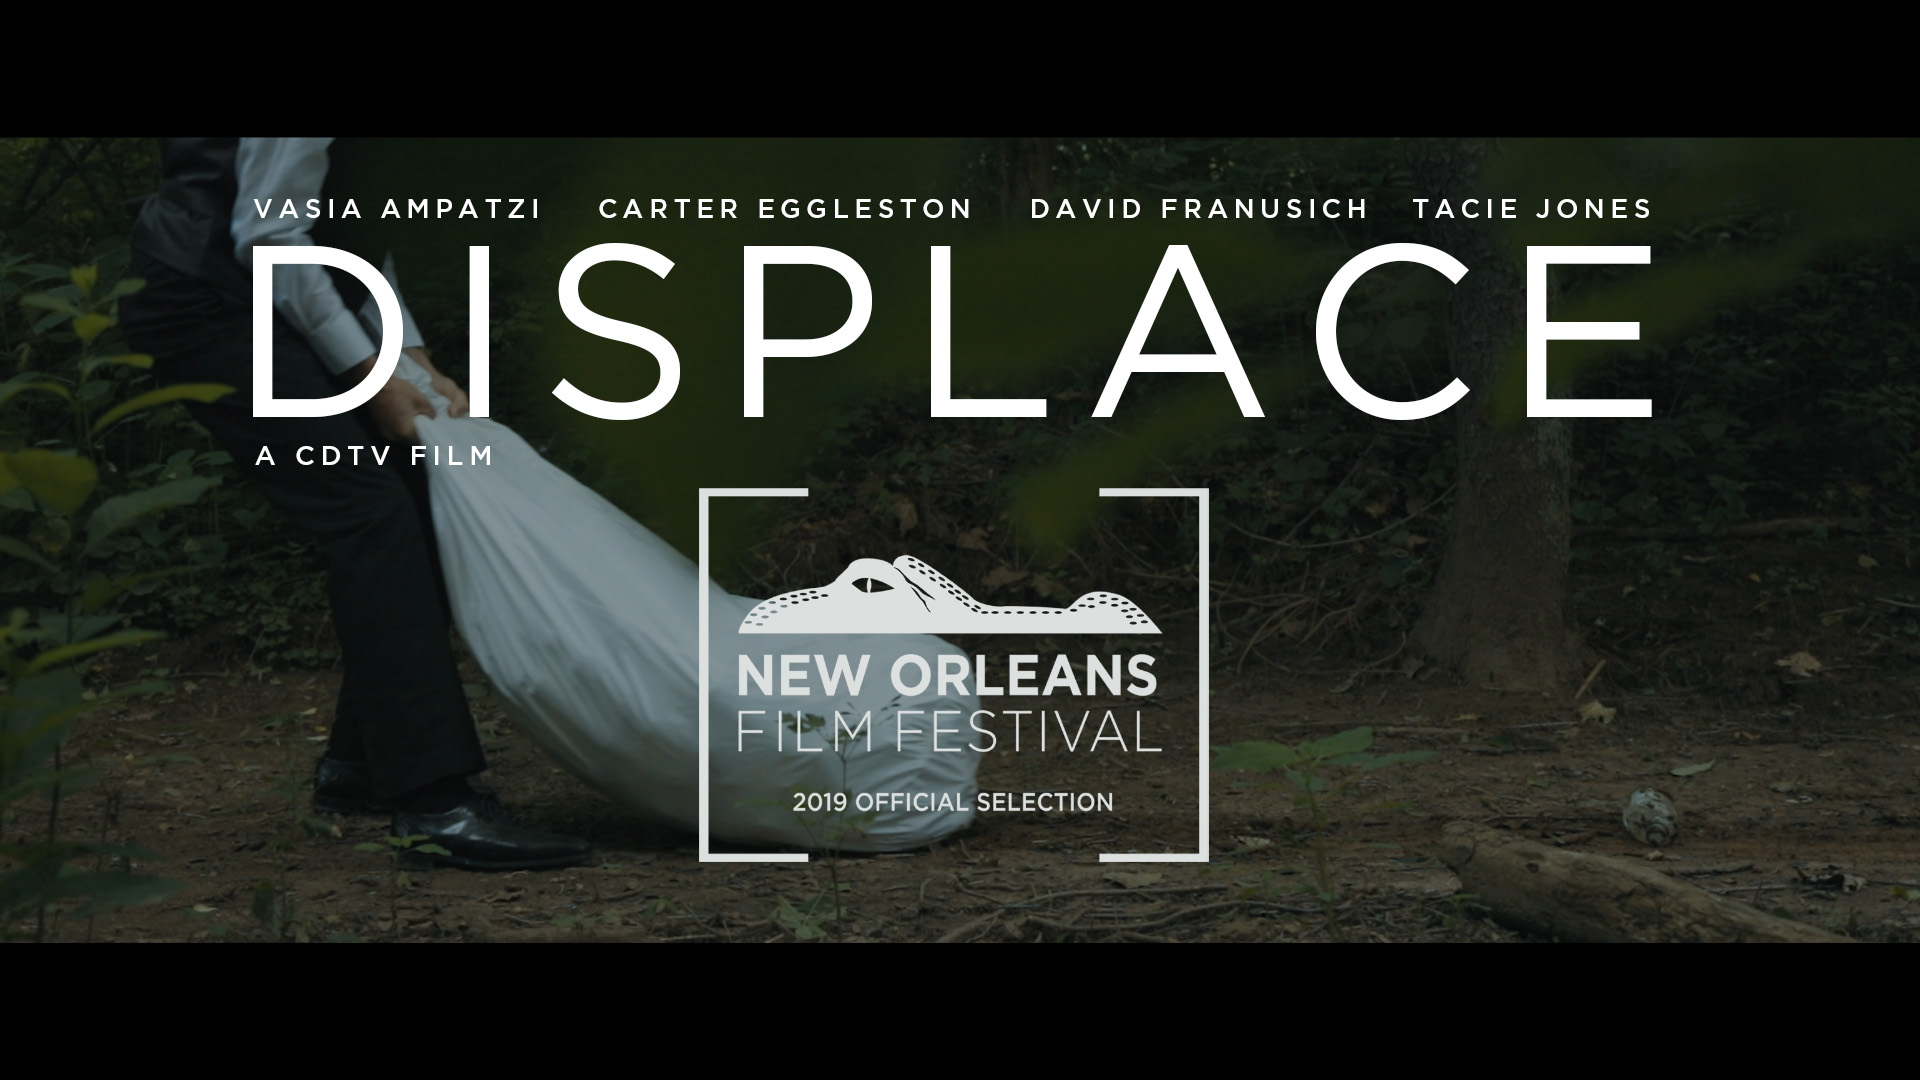 VASIA AMPATZI CARTER EGGLESTON DAVID FRANUSICH TACIE JONES
DISPLACE
A CDTV FILM
NEW ORLEANS
FILM FESTIVAL
2019 OFFICIAL SELECTION